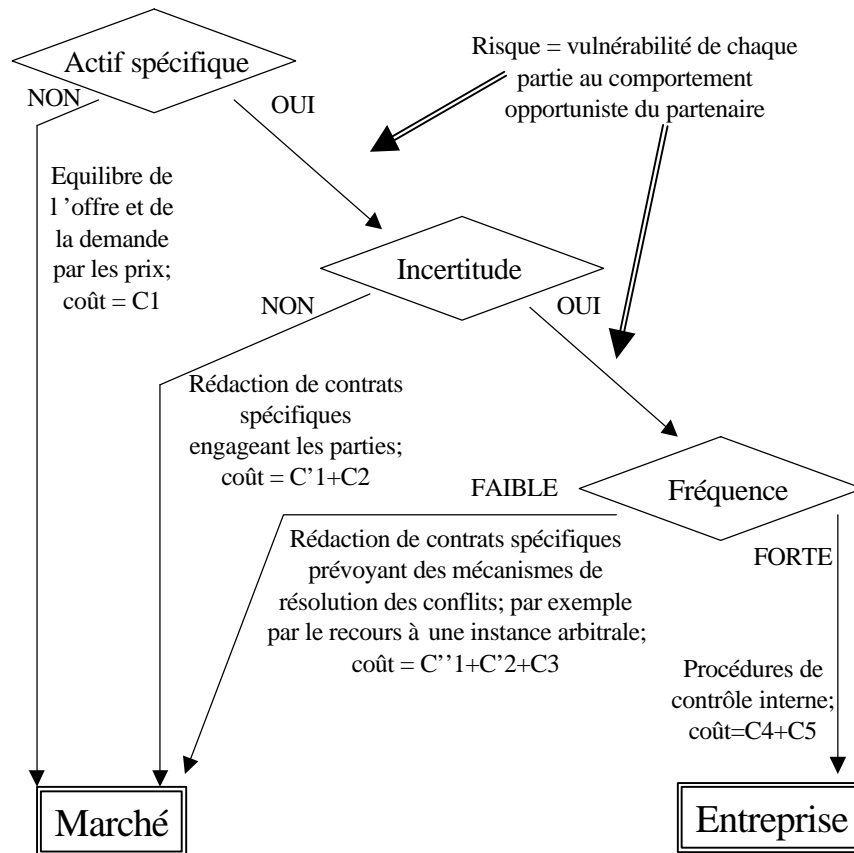 Actif spécifique
Risque = vulnérabilité de chaque
partie au comportement
opportuniste du partenaire
NON
OUI
Equilibre de
l ’offre et de
la demande
par les prix;
coût = C1
Incertitude
NON
OUI
Rédaction de contrats
spécifiques
engageant les parties;
coût = C’1+C2
FAIBLE
Fréquence
FORTE
Rédaction de contrats spécifiques
prévoyant des mécanismes de
résolution des conflits; par exemple
par le recours à une instance arbitrale;
coût = C’’1+C’2+C3
Procédures de
contrôle interne;
coût=C4+C5
Marché
Entreprise